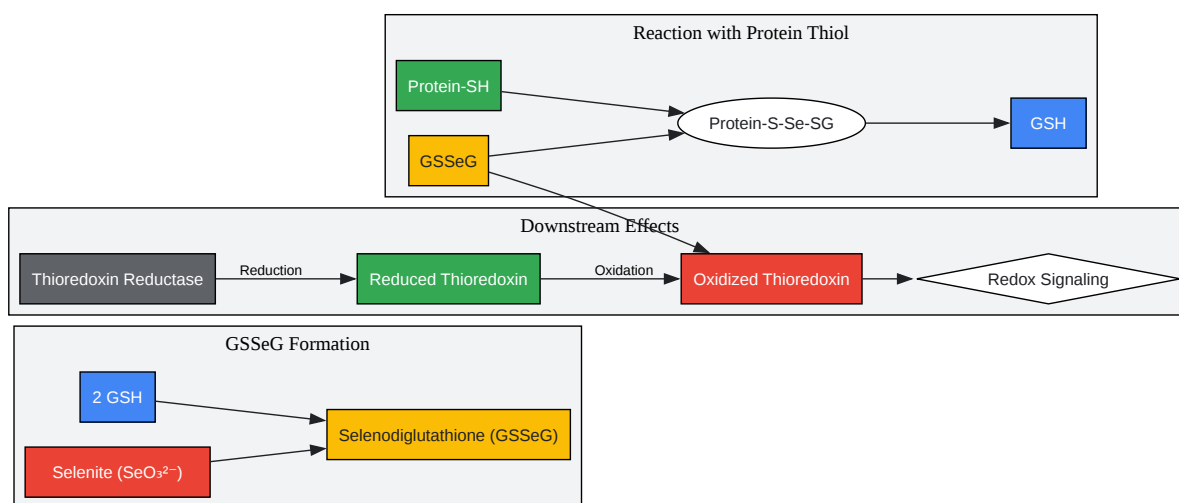 Reaction with Protein Thiol
Protein-SH
GSSeG
Protein-S-Se-SG
GSH
Downstream Effects
Thioredoxin Reductase
Reduction
Reduced Thioredoxin
Oxidation
Oxidized Thioredoxin
Redox Signaling
GSSeG Formation
2 GSH
Selenite (SeO₃²⁻)
Selenodiglutathione (GSSeG)